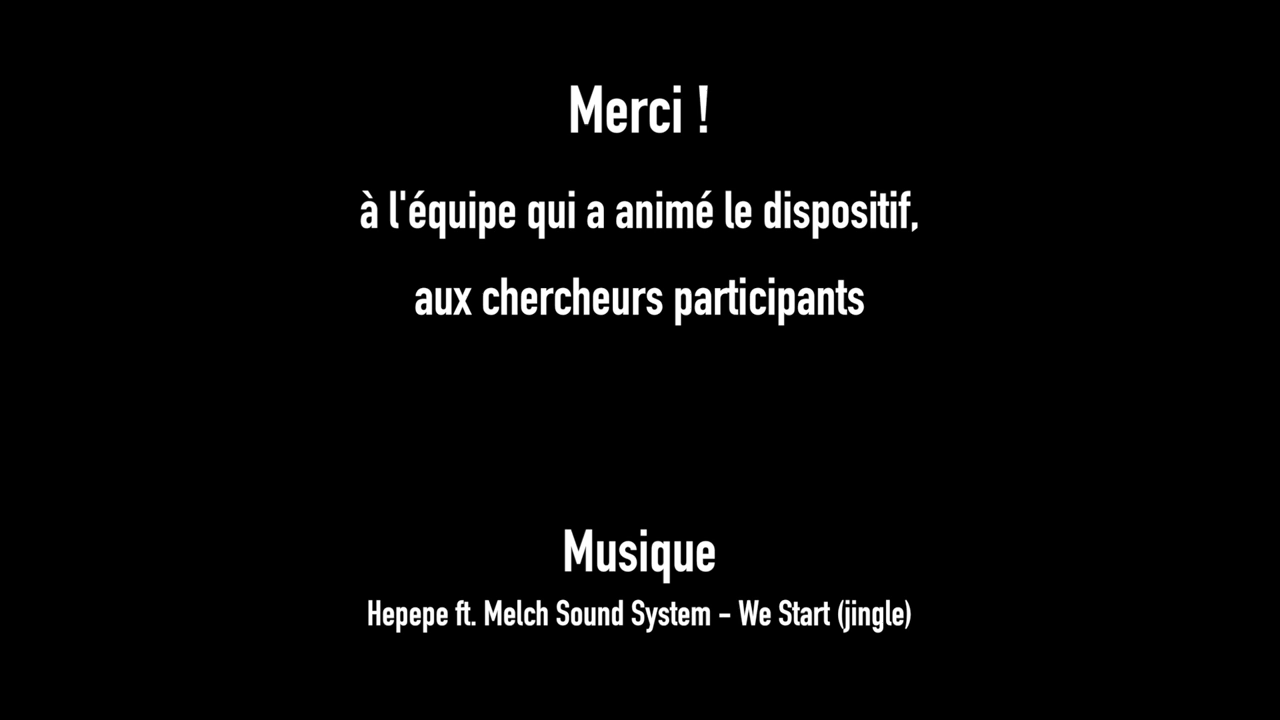 Merci !
à l'équipe qui a animé le dispositif,
aux chercheurs participants
Musique
Hepepe ft. Melch Sound System - We Start (jingle)